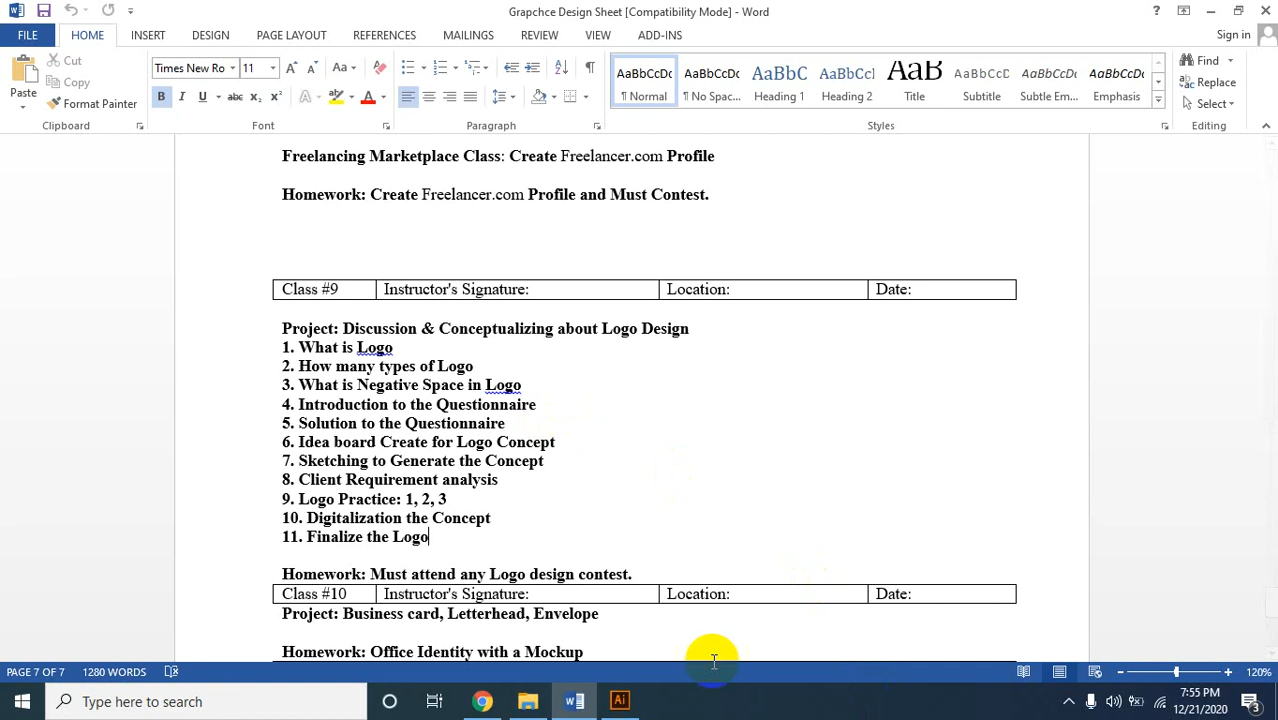 Grapchce Design Sheet [Compatibility Mode] - Word
FILE HOME INSERT DESIGN PAGE LAYOUT REFERENCES MAILINGS REVIEW VIEW ADD-INS Sign in
Paste Cut Copy Format Painter
Times New Ro 11
AaBbCcDc AaBbCcDc AaBbC AaBbCcD AaB AaBbCcD AaBbCcDc AaBbCcDc
¶ Normal ¶ No Spac... Heading 1 Heading 2 Title Subtitle Subtle Em... Emphasis
Find Replace Select
Clipboard Font Paragraph Styles Editing
Freelancing Marketplace Class: Create Freelancer.com Profile
Homework: Create Freelancer.com Profile and Must Contest.
Class #9 Instructor's Signature: Location: Date:
Project: Discussion & Conceptualizing about Logo Design
1. What is Logo
2. How many types of Logo
3. What is Negative Space in Logo
4. Introduction to the Questionnaire
5. Solution to the Questionnaire
6. Idea board Create for Logo Concept
7. Sketching to Generate the Concept
8. Client Requirement analysis
9. Logo Practice: 1, 2, 3
10. Digitalization the Concept
11. Finalize the Logo
Homework: Must attend any Logo design contest.
Class #10 Instructor's Signature: Location: Date:
Project: Business card, Letterhead, Envelope
Homework: Office Identity with a Mockup
PAGE 7 OF 7 1280 WORDS 120%
Type here to search
7:55 PM
12/21/2020
3